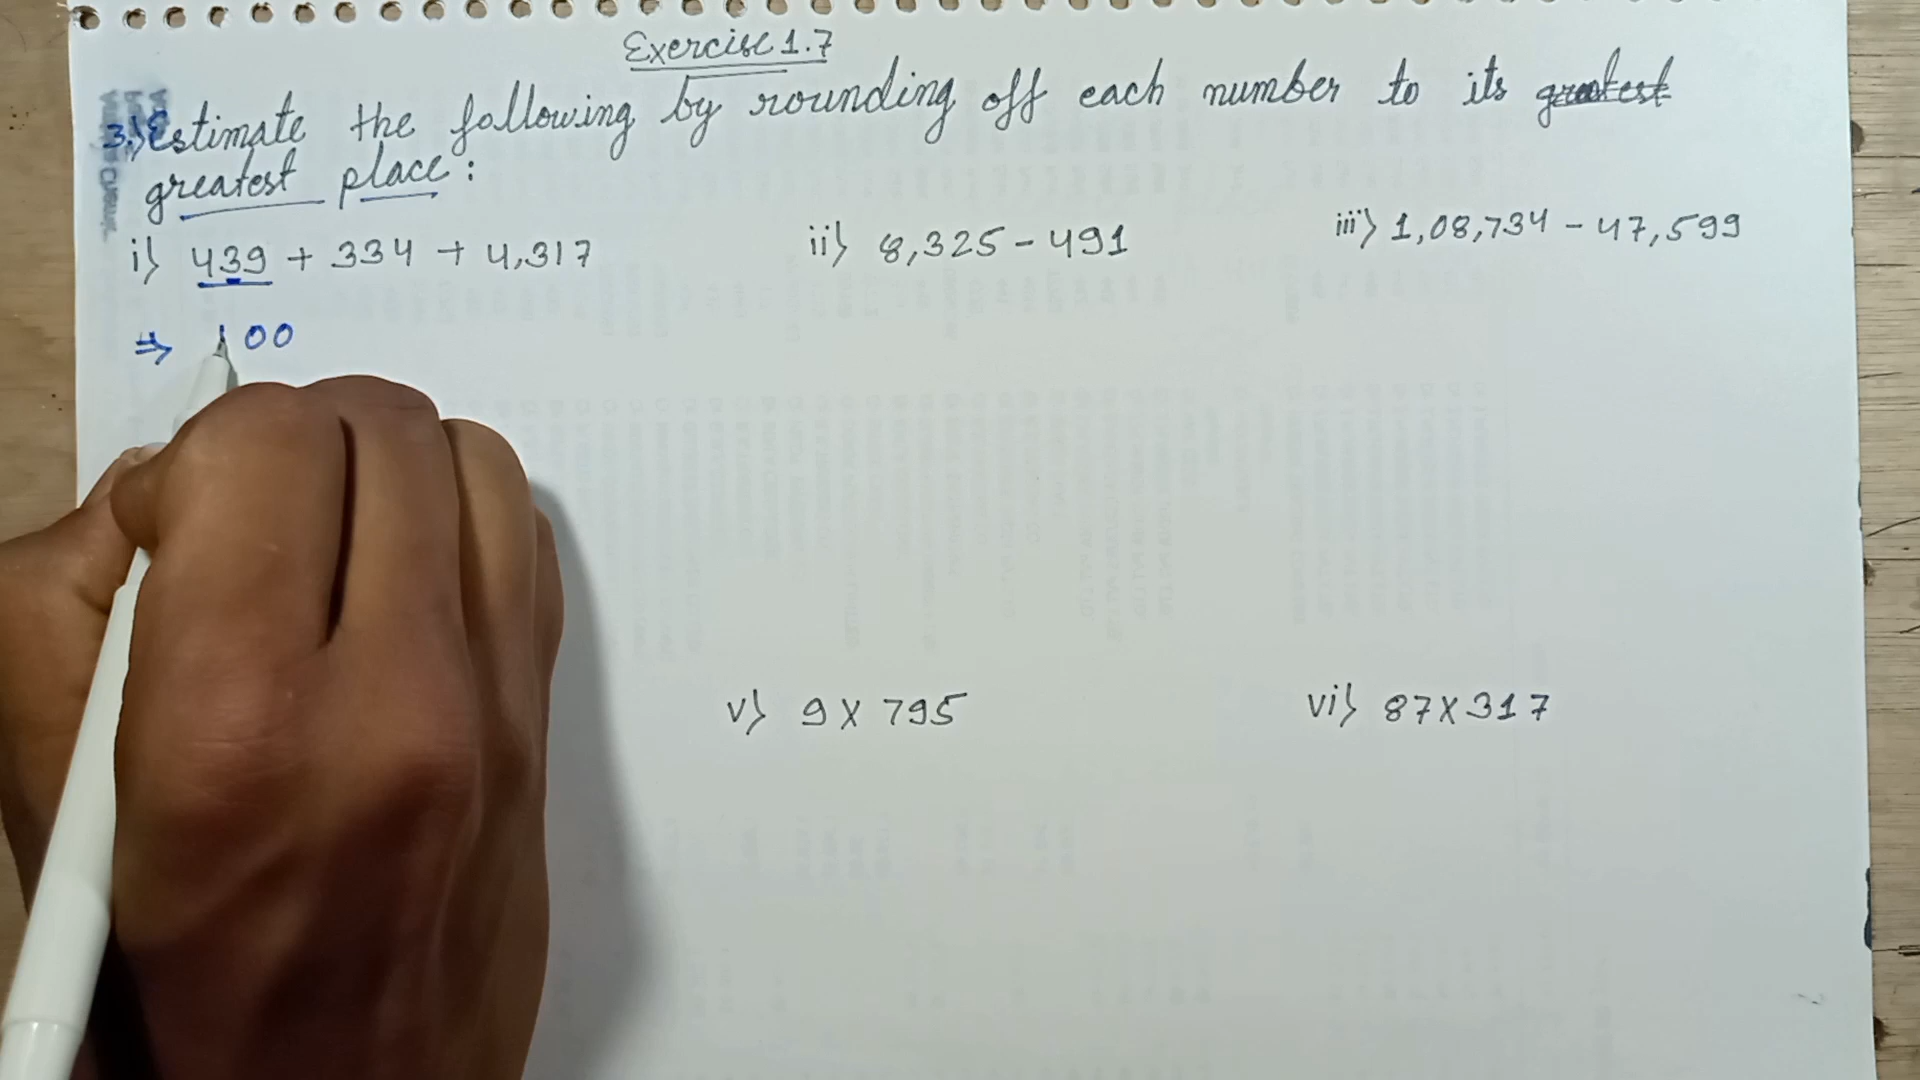 Exercise 1.7
3.) Estimate the following by rounding off each number to its greatest
greatest place:
i) 439 + 334 + 4,317
ii) 8,325 - 491
iii) 1,08,734 - 47,599
⇒ 100
v) 9 X 795
vi) 87 X 317